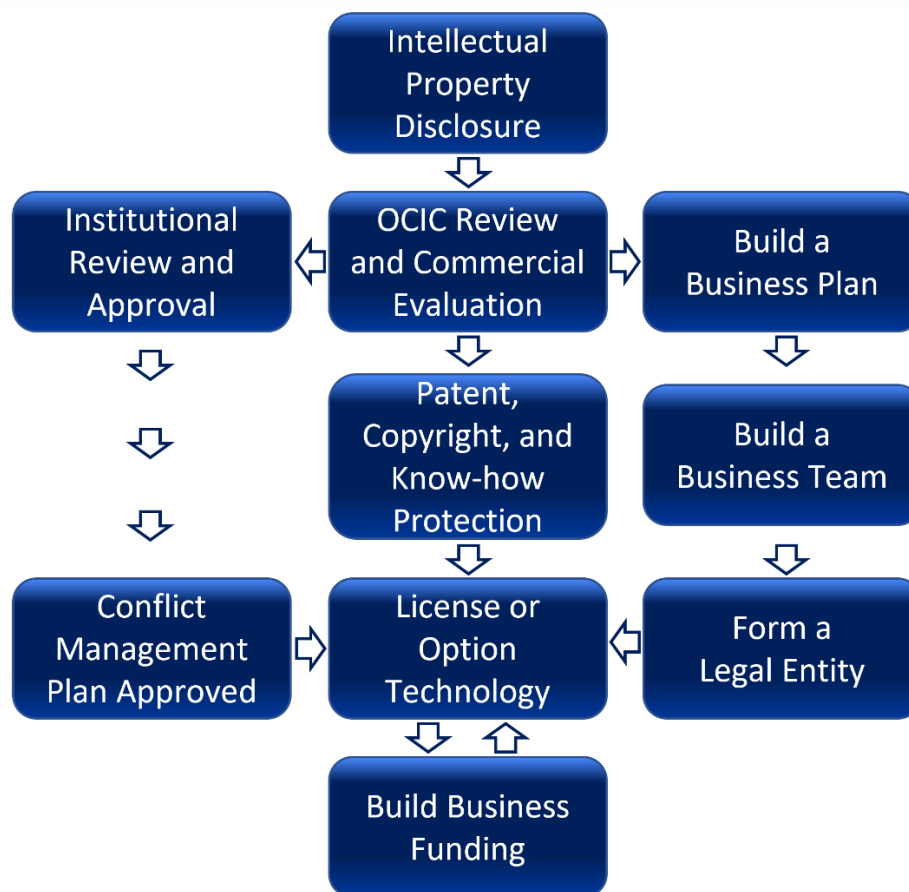 Intellectual
Property
Disclosure
Institutional
Review and
Approval
OCIC Review
and Commercial
Evaluation
Build a
Business Plan
Patent,
Copyright, and
Know-how
Protection
Build a
Business Team
Conflict
Management
Plan Approved
License or
Option
Technology
Form a
Legal Entity
Build Business
Funding